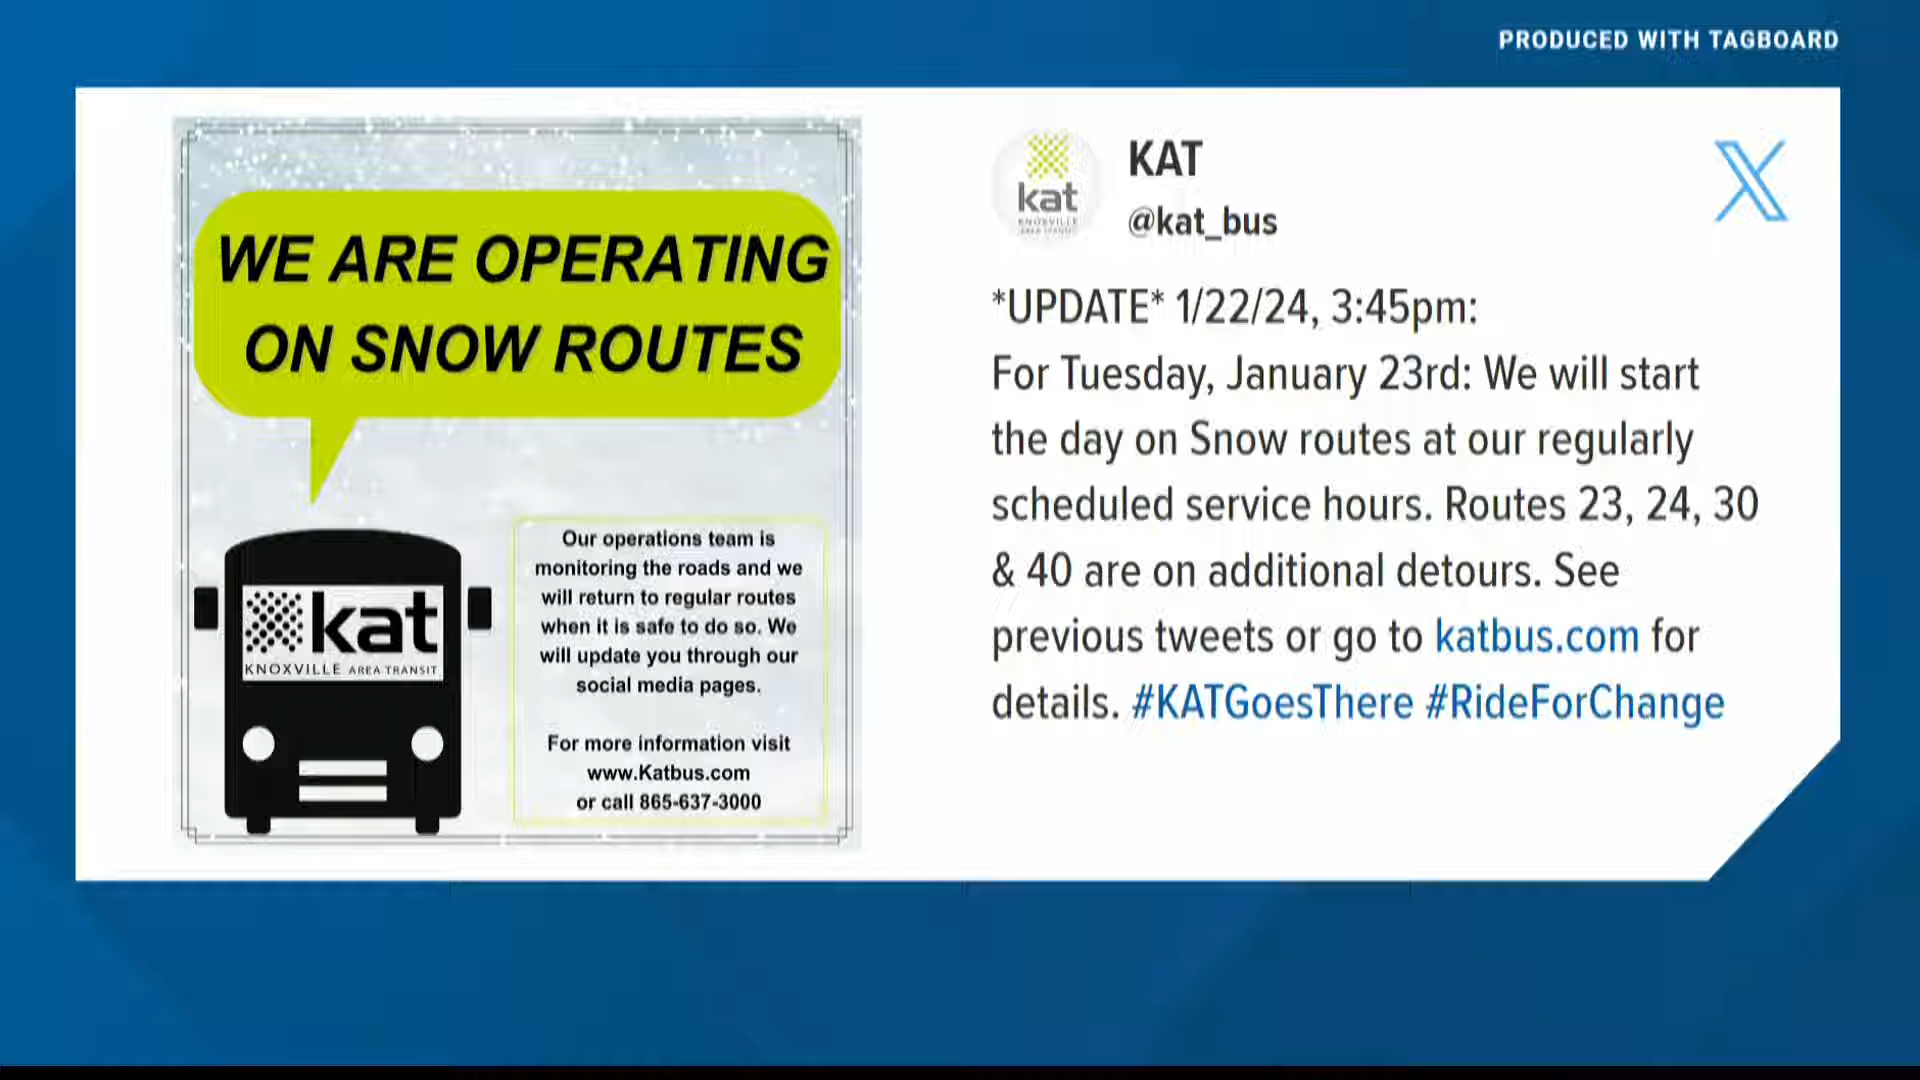 PRODUCED WITH TAGBOARD
WE ARE OPERATING
ON SNOW ROUTES
kat
KNOXVILLE AREA TRANSIT
Our operations team is
monitoring the roads and we
will return to regular routes
when it is safe to do so. We
will update you through our
social media pages.
For more information visit
www.Katbus.com
or call 865-637-3000
kat
KNOXVILLE
AREA TRANSIT
KAT
@kat_bus
*UPDATE* 1/22/24, 3:45pm:
For Tuesday, January 23rd: We will start
the day on Snow routes at our regularly
scheduled service hours. Routes 23, 24, 30
& 40 are on additional detours. See
previous tweets or go to katbus.com for
details. #KATGoesThere #RideForChange